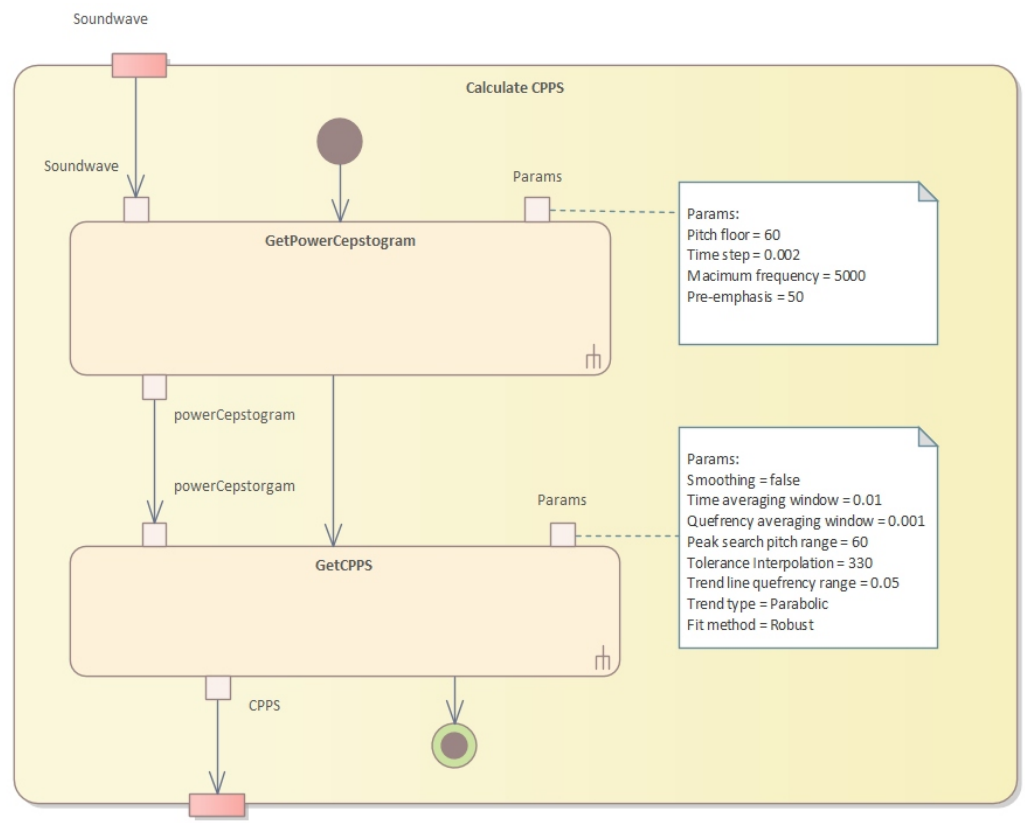 Soundwave
Calculate CPPS
Soundwave
Params
GetPowerCepstogram
Params:
Pitch floor = 60
Time step = 0.002
Macimum frequency = 5000
Pre-emphasis = 50
powerCepstogram
powerCepstorgam
Params
GetCPPS
Params:
Smoothing = false
Time averaging window = 0.01
Quefrency averaging window = 0.001
Peak search pitch range = 60
Tolerance Interpolation = 330
Trend line quefrency range = 0.05
Trend type = Parabolic
Fit method = Robust
CPPS